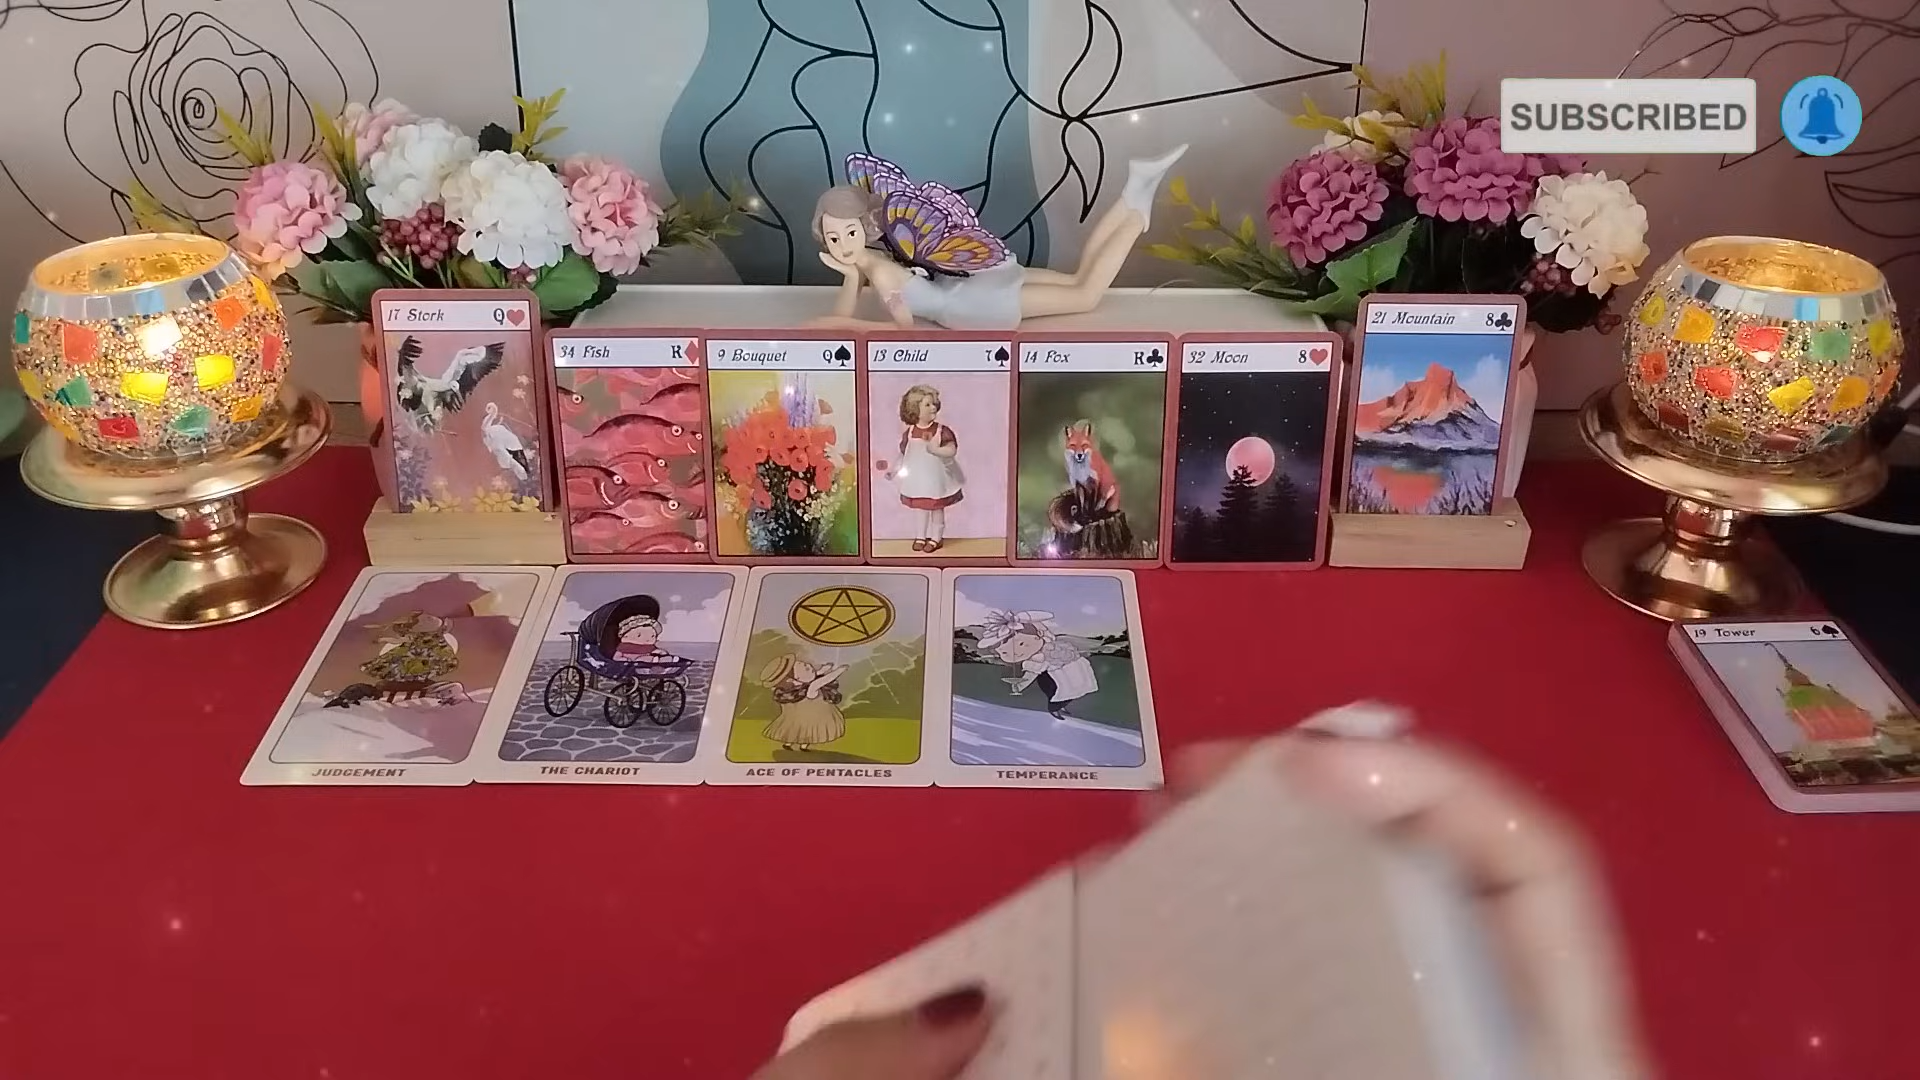 SUBSCRIBED
17 Stork Q
34 Fish K
9 Bouquet Q
13 Child 7
14 Fox K
32 Moon 8
21 Mountain 8
19 Tower 6
JUDGEMENT
THE CHARIOT
ACE OF PENTACLES
TEMPERANCE